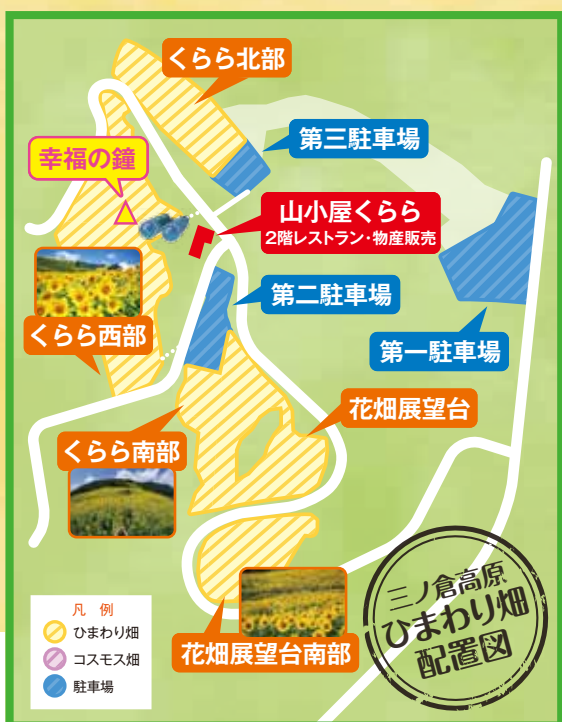 くらら北部
第三駐車場
幸福の鐘
山小屋くらら
2階レストラン・物産販売
第二駐車場
くらら西部
第一駐車場
花畑展望台
くらら南部
三ノ倉高原
ひまわり畑
配置図
凡 例
ひまわり畑
コスモス畑
駐車場
花畑展望台南部